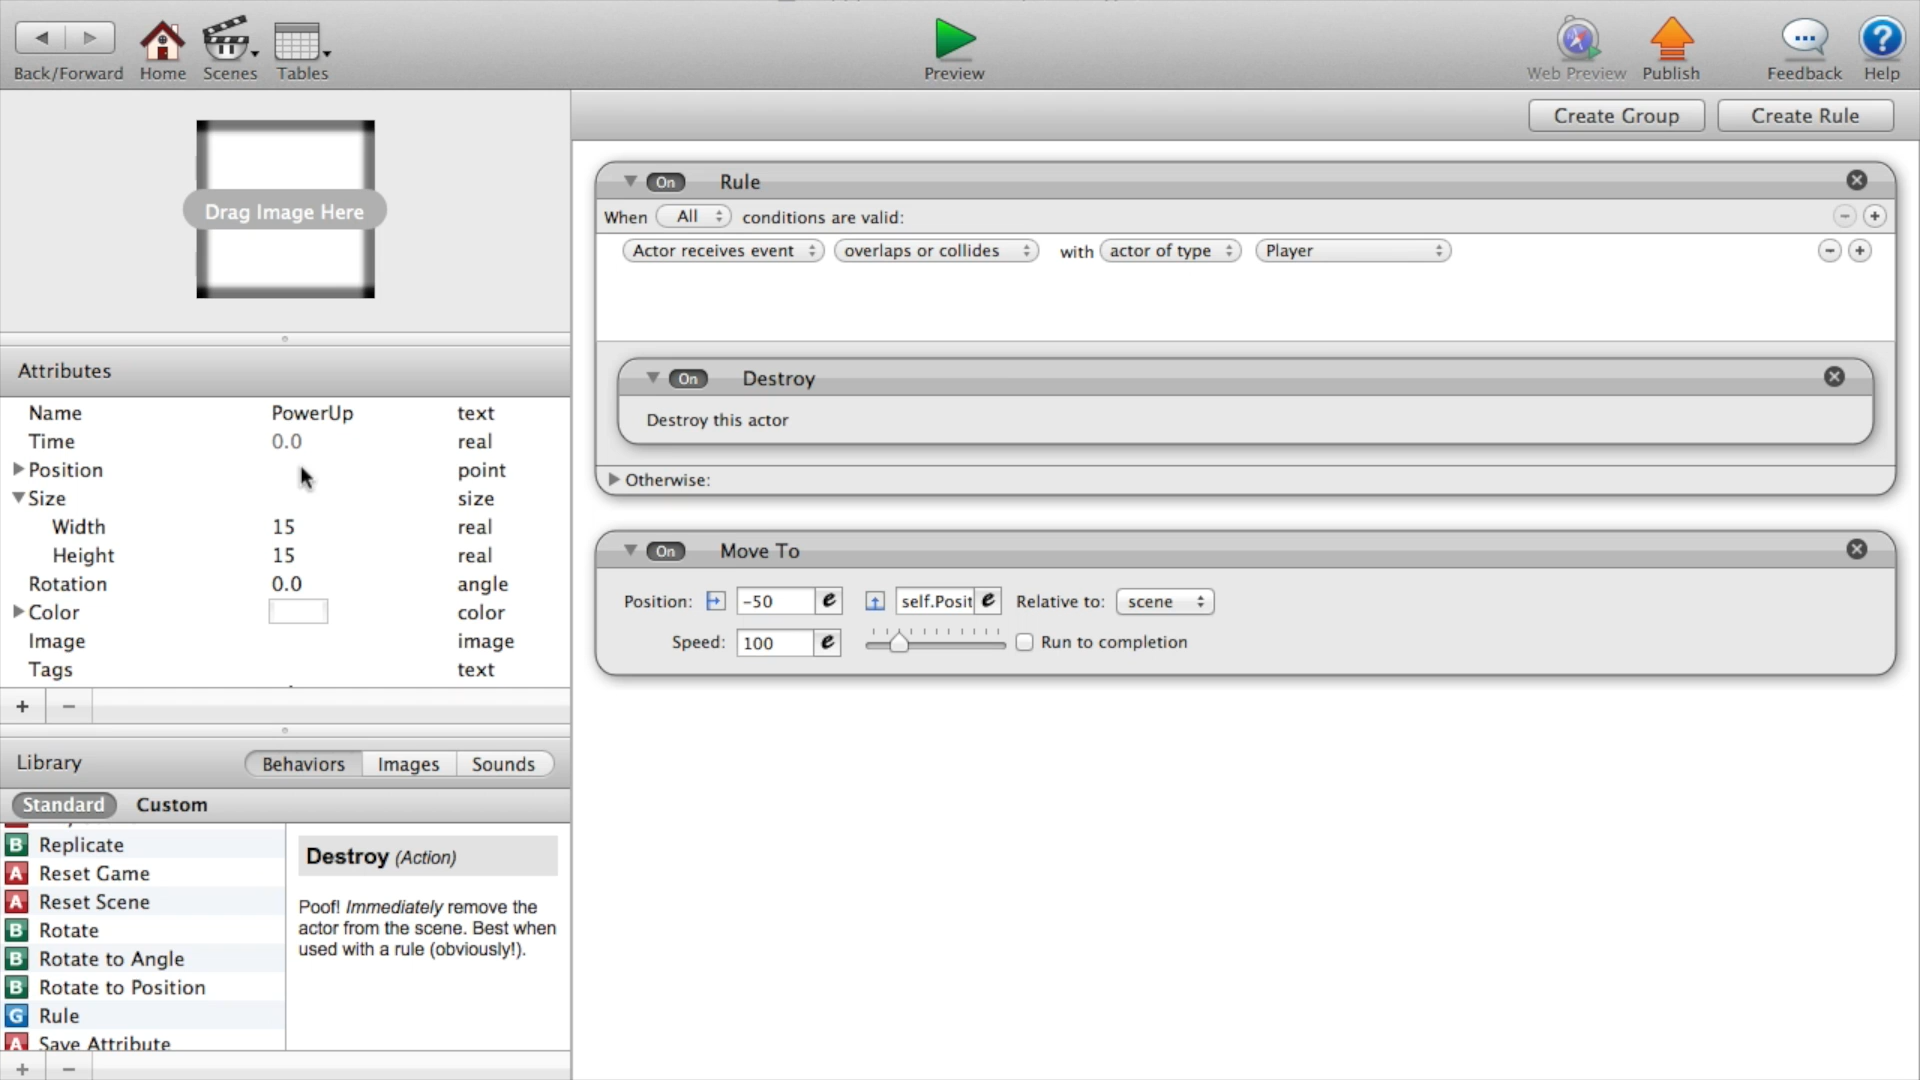 Back/Forward Home Scenes Tables Preview Web Preview Publish Feedback Help
Create Group Create Rule
Drag Image Here
On Rule
When All conditions are valid:
Actor receives event overlaps or collides with actor of type Player
On Destroy
Destroy this actor
Otherwise:
On Move To
Position: -50 e self.Posit e Relative to: scene
Speed: 100 e Run to completion
Attributes
Name PowerUp text
Time 0.0 real
Position point
Size size
Width 15 real
Height 15 real
Rotation 0.0 angle
Color color
Image image
Tags text
Library Behaviors Images Sounds
Standard Custom
B Replicate
A Reset Game
A Reset Scene
B Rotate
B Rotate to Angle
B Rotate to Position
G Rule
A Save Attribute
Destroy (Action)
Poof! Immediately remove the
actor from the scene. Best when
used with a rule (obviously!).